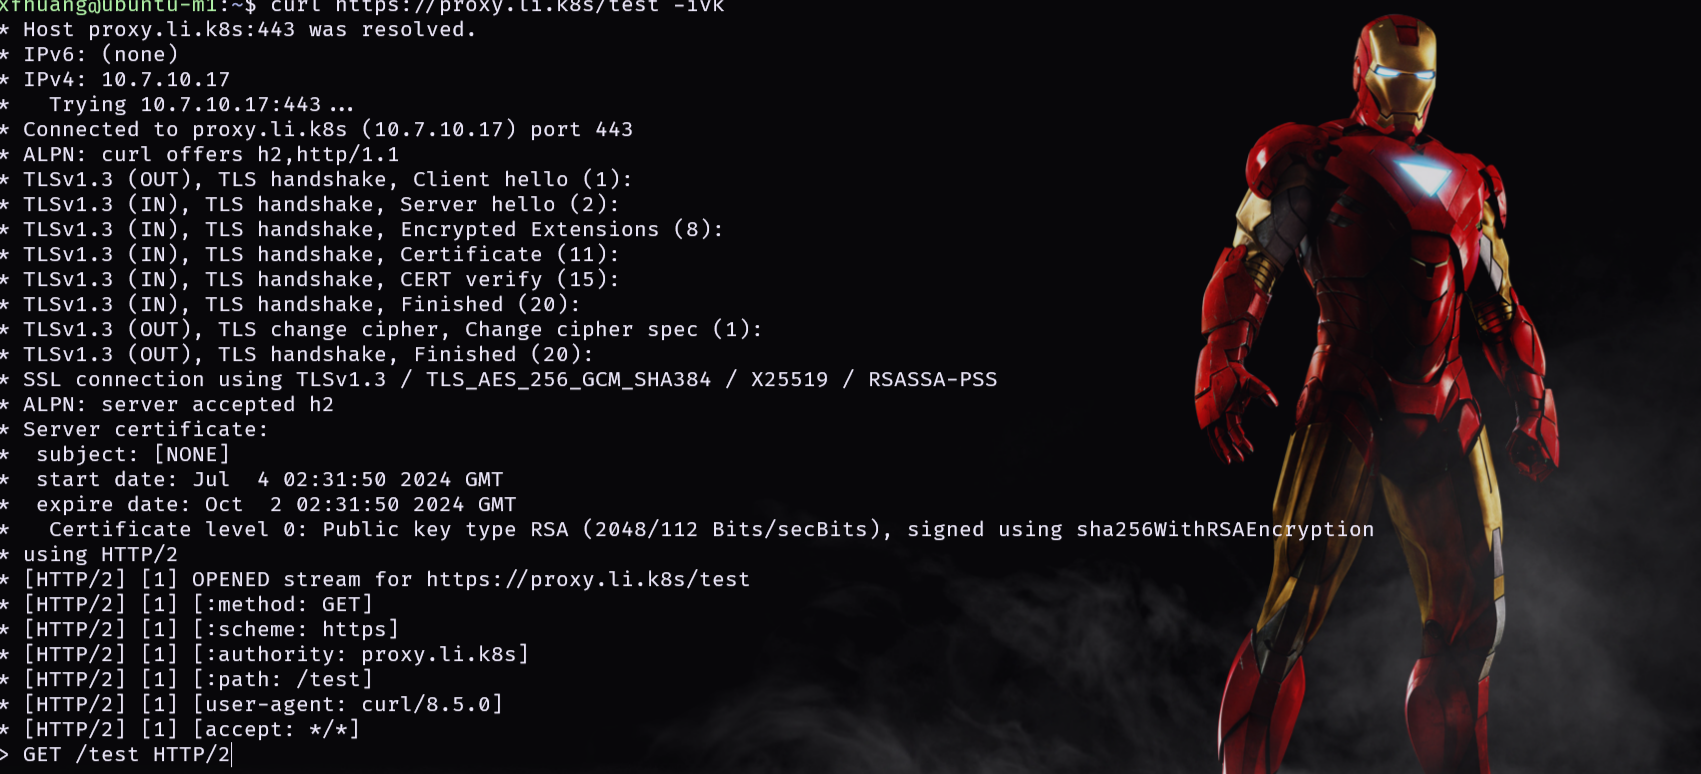 xfhuang@ubuntu-m1:~$ curl https://proxy.li.k8s/test -ivk
* Host proxy.li.k8s:443 was resolved.
* IPv6: (none)
* IPv4: 10.7.10.17
*   Trying 10.7.10.17:443...
* Connected to proxy.li.k8s (10.7.10.17) port 443
* ALPN: curl offers h2,http/1.1
* TLSv1.3 (OUT), TLS handshake, Client hello (1):
* TLSv1.3 (IN), TLS handshake, Server hello (2):
* TLSv1.3 (IN), TLS handshake, Encrypted Extensions (8):
* TLSv1.3 (IN), TLS handshake, Certificate (11):
* TLSv1.3 (IN), TLS handshake, CERT verify (15):
* TLSv1.3 (IN), TLS handshake, Finished (20):
* TLSv1.3 (OUT), TLS change cipher, Change cipher spec (1):
* TLSv1.3 (OUT), TLS handshake, Finished (20):
* SSL connection using TLSv1.3 / TLS_AES_256_GCM_SHA384 / X25519 / RSASSA-PSS
* ALPN: server accepted h2
* Server certificate:
*  subject: [NONE]
*  start date: Jul  4 02:31:50 2024 GMT
*  expire date: Oct  2 02:31:50 2024 GMT
*   Certificate level 0: Public key type RSA (2048/112 Bits/secBits), signed using sha256WithRSAEncryption
* using HTTP/2
* [HTTP/2] [1] OPENED stream for https://proxy.li.k8s/test
* [HTTP/2] [1] [:method: GET]
* [HTTP/2] [1] [:scheme: https]
* [HTTP/2] [1] [:authority: proxy.li.k8s]
* [HTTP/2] [1] [:path: /test]
* [HTTP/2] [1] [user-agent: curl/8.5.0]
* [HTTP/2] [1] [accept: */*]
> GET /test HTTP/2